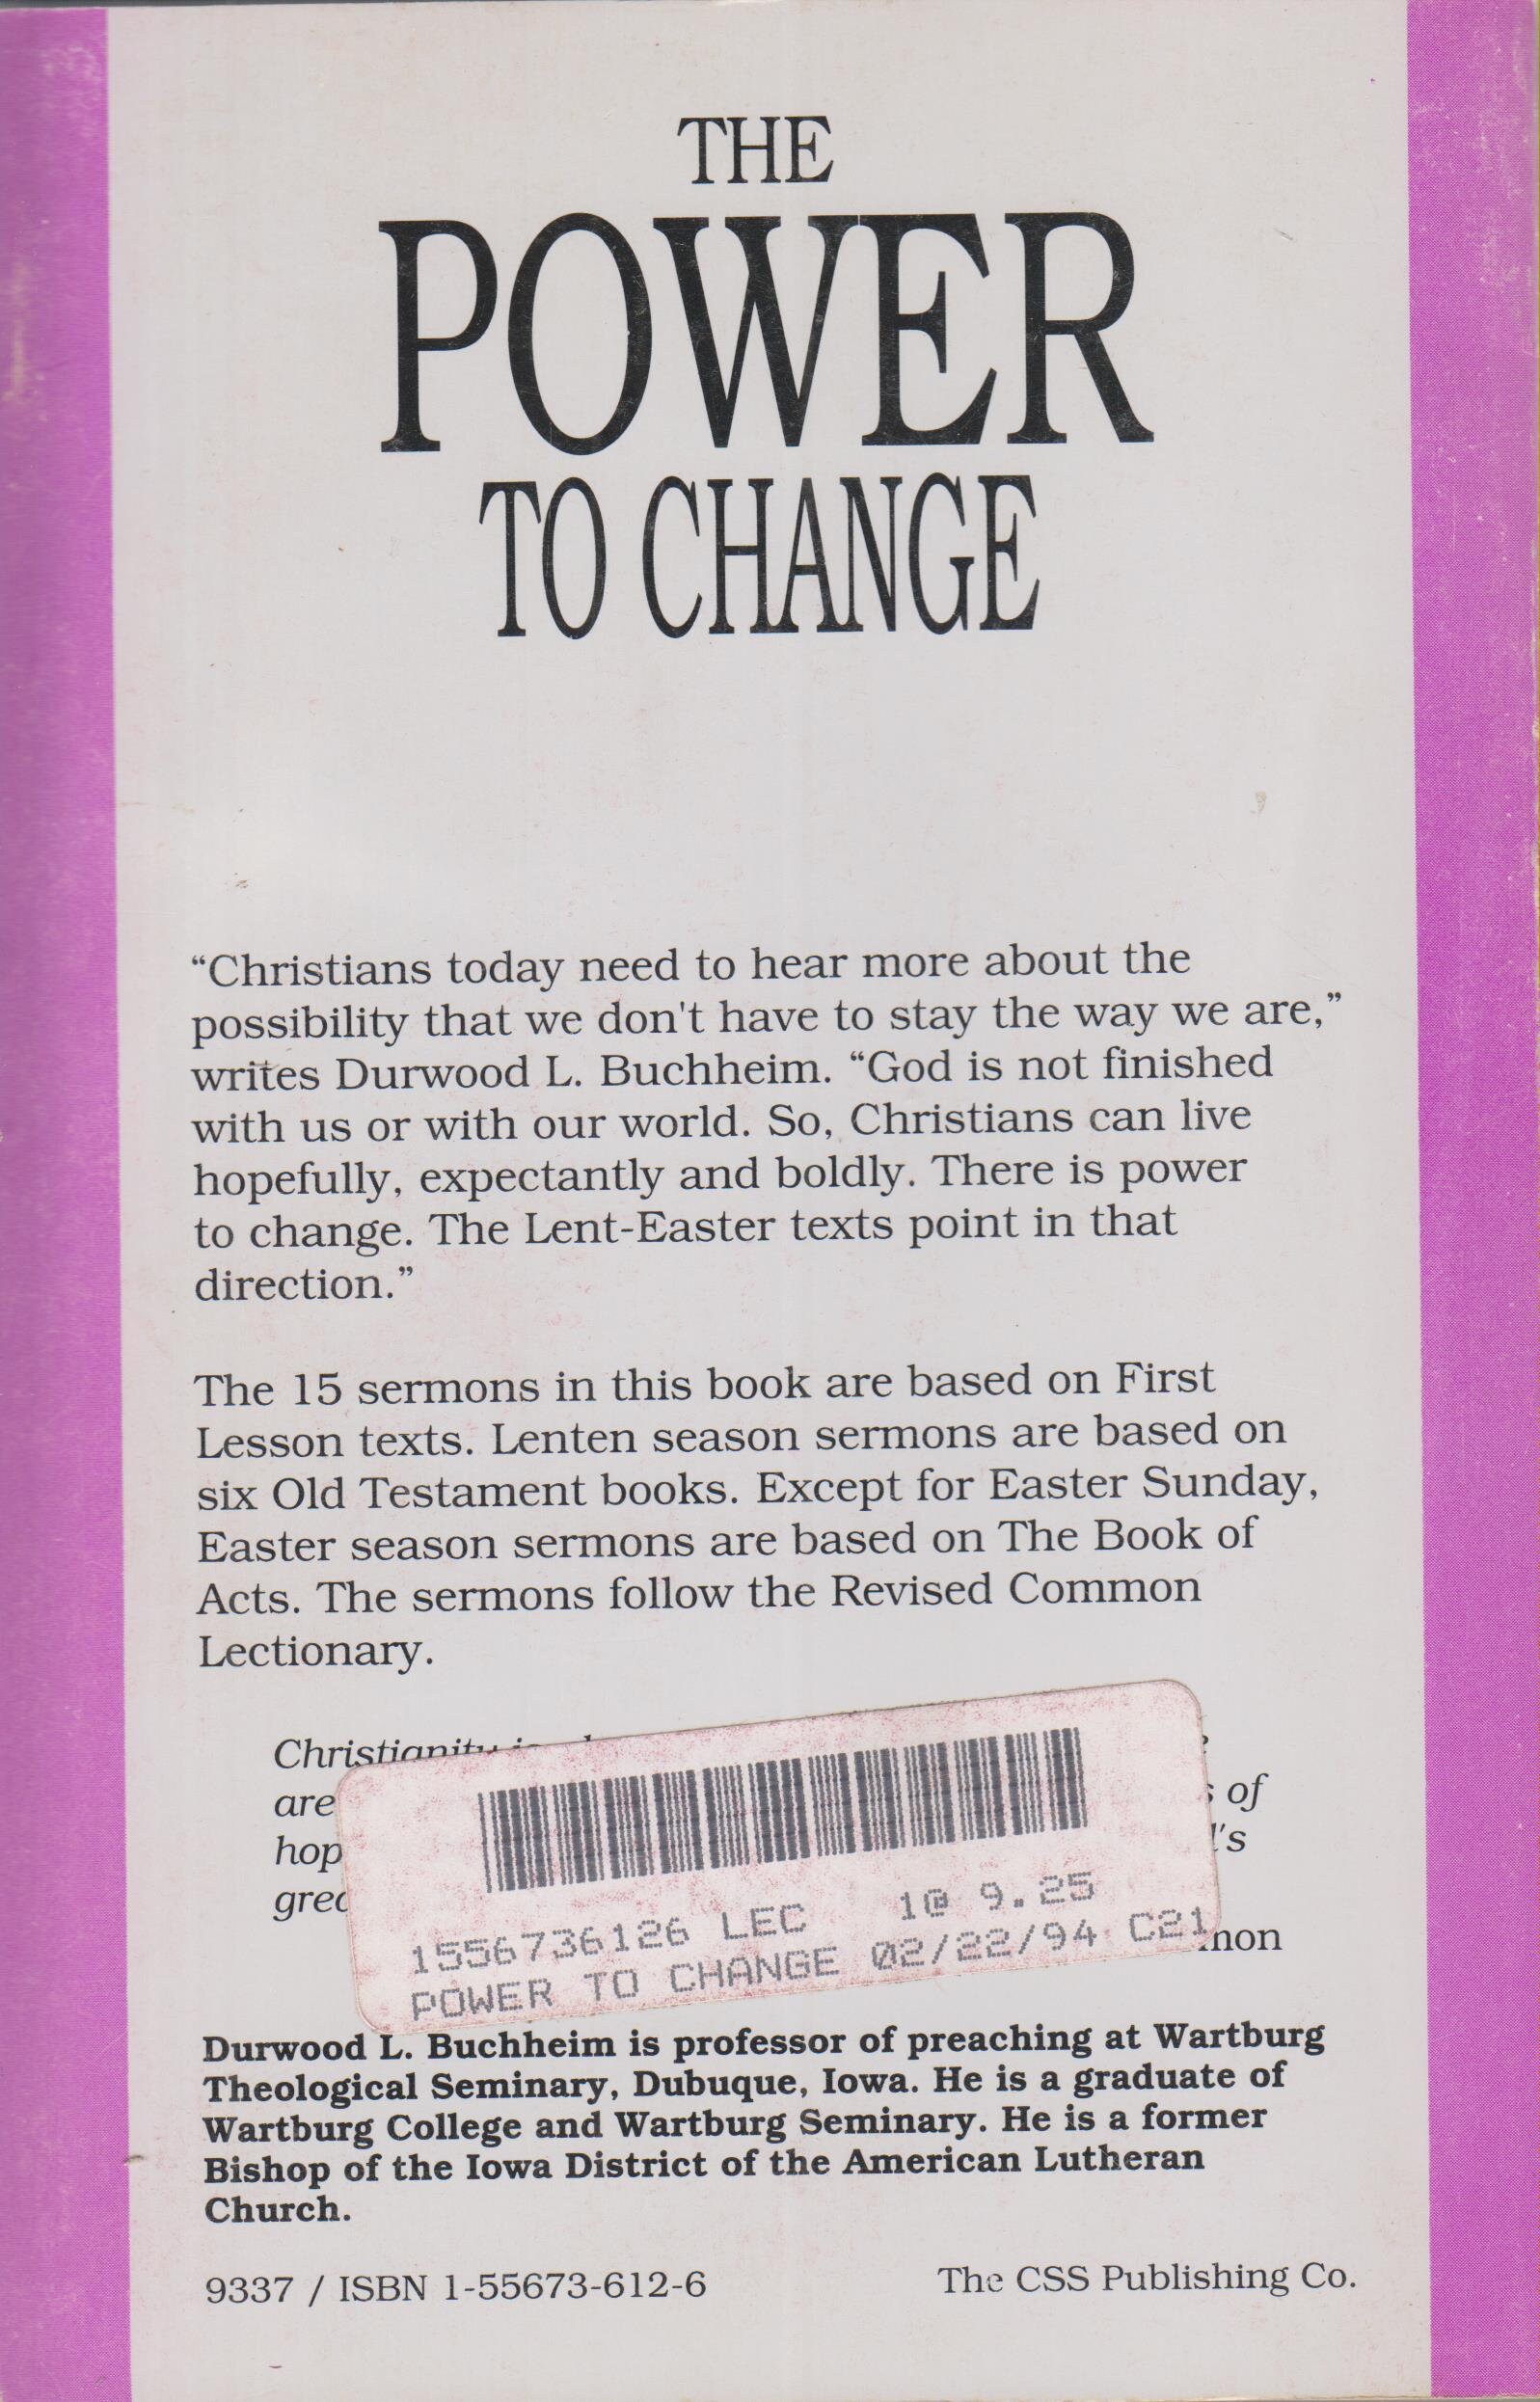 THE
POWER
TO CHANGE
“Christians today need to hear more about the
possibility that we don't have to stay the way we are,”
writes Durwood L. Buchheim. “God is not finished
with us or with our world. So, Christians can live
hopefully, expectantly and boldly. There is power
to change. The Lent-Easter texts point in that
direction.”
The 15 sermons in this book are based on First
Lesson texts. Lenten season sermons are based on
six Old Testament books. Except for Easter Sunday,
Easter season sermons are based on The Book of
Acts. The sermons follow the Revised Common
Lectionary.
Christianity
are of
1556736126 LEC 1@ 9.25
POWER TO CHANGE 02/22/94 C21
Durwood L. Buchheim is professor of preaching at Wartburg
Theological Seminary, Dubuque, Iowa. He is a graduate of
Wartburg College and Wartburg Seminary. He is a former
Bishop of the Iowa District of the American Lutheran
Church.
9337 / ISBN 1-55673-612-6 The CSS Publishing Co.